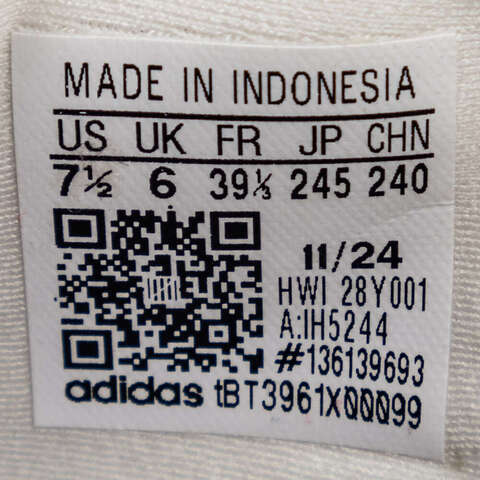 MADE IN INDONESIA
US UK FR JP CHN
7½ 6 39⅓ 245 240
11/24
HWI 28Y001
A:IH5244
#136139693
adidas tBT3961X00099